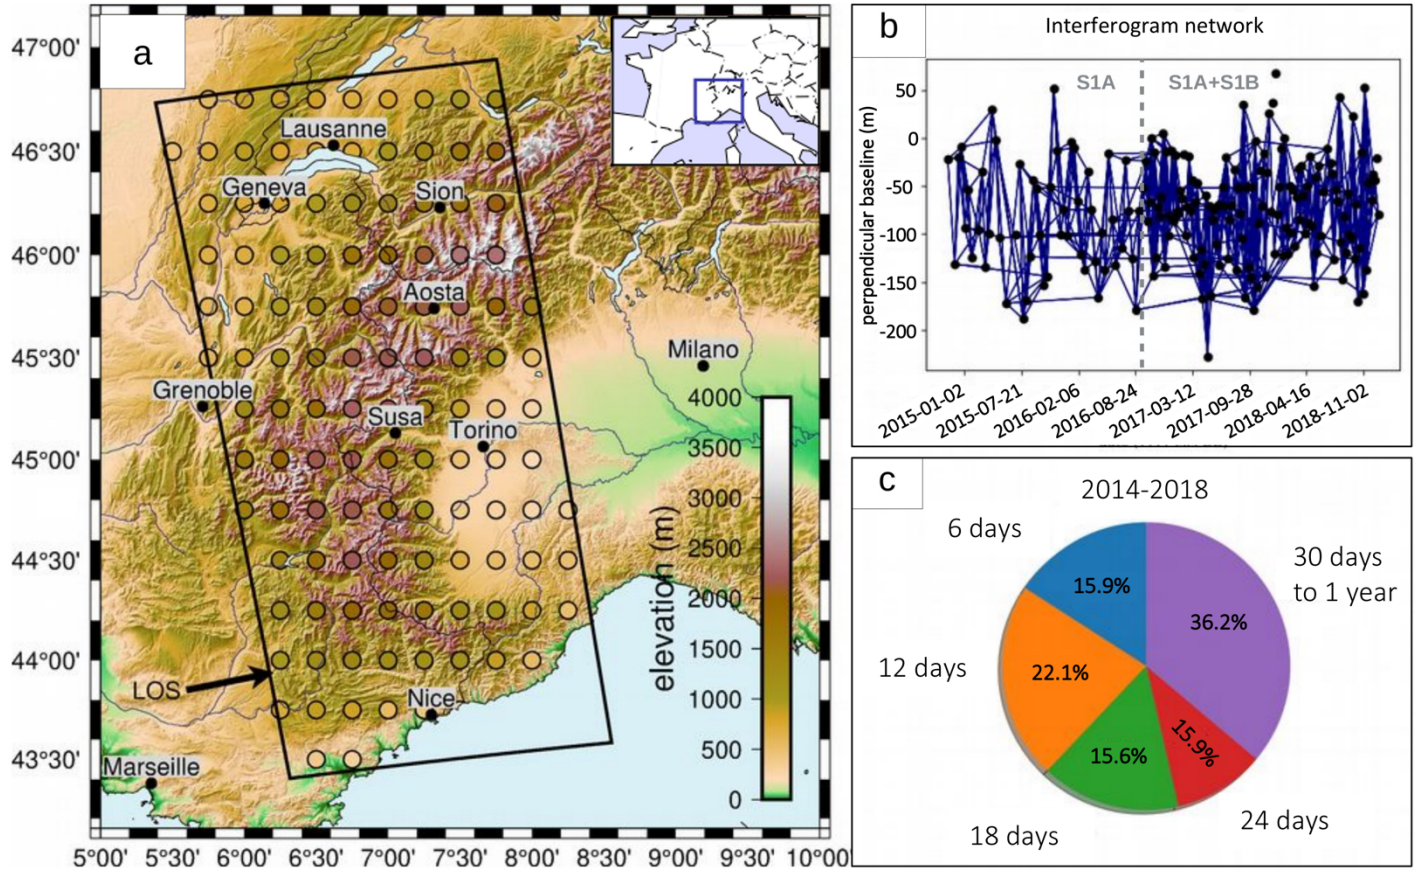 a
47°00'
46°30'
46°00'
45°30'
45°00'
44°30'
44°00'
43°30'
Lausanne
Geneva
Sion
Aosta
Milano
Grenoble
Susa
Torino
LOS
Nice
Marseille
elevation (m)
4000
3500
3000
2500
2000
1500
1000
500
0
5°00' 5°30' 6°00' 6°30' 7°00' 7°30' 8°00' 8°30' 9°00' 9°30' 10°00'
b
Interferogram network
S1A
S1A+S1B
perpendicular baseline (m)
50
0
-50
-100
-150
-200
2015-01-02
2015-07-21
2016-02-06
2016-08-24
2017-03-12
2017-09-28
2018-04-16
2018-11-02
c
2014-2018
6 days
15.9%
30 days
to 1 year
36.2%
12 days
22.1%
15.6%
15.9%
18 days
24 days